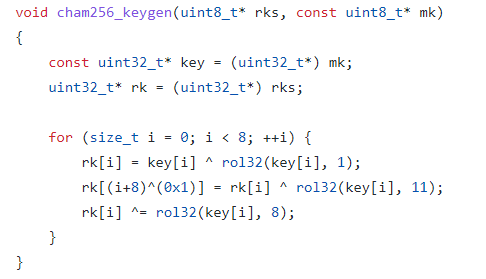 void cham256_keygen(uint8_t* rks, const uint8_t* mk)
{
    const uint32_t* key = (uint32_t*) mk;
    uint32_t* rk = (uint32_t*) rks;

    for (size_t i = 0; i < 8; ++i) {
        rk[i] = key[i] ^ rol32(key[i], 1);
        rk[(i+8)^(0x1)] = rk[i] ^ rol32(key[i], 11);
        rk[i] ^= rol32(key[i], 8);
    }
}